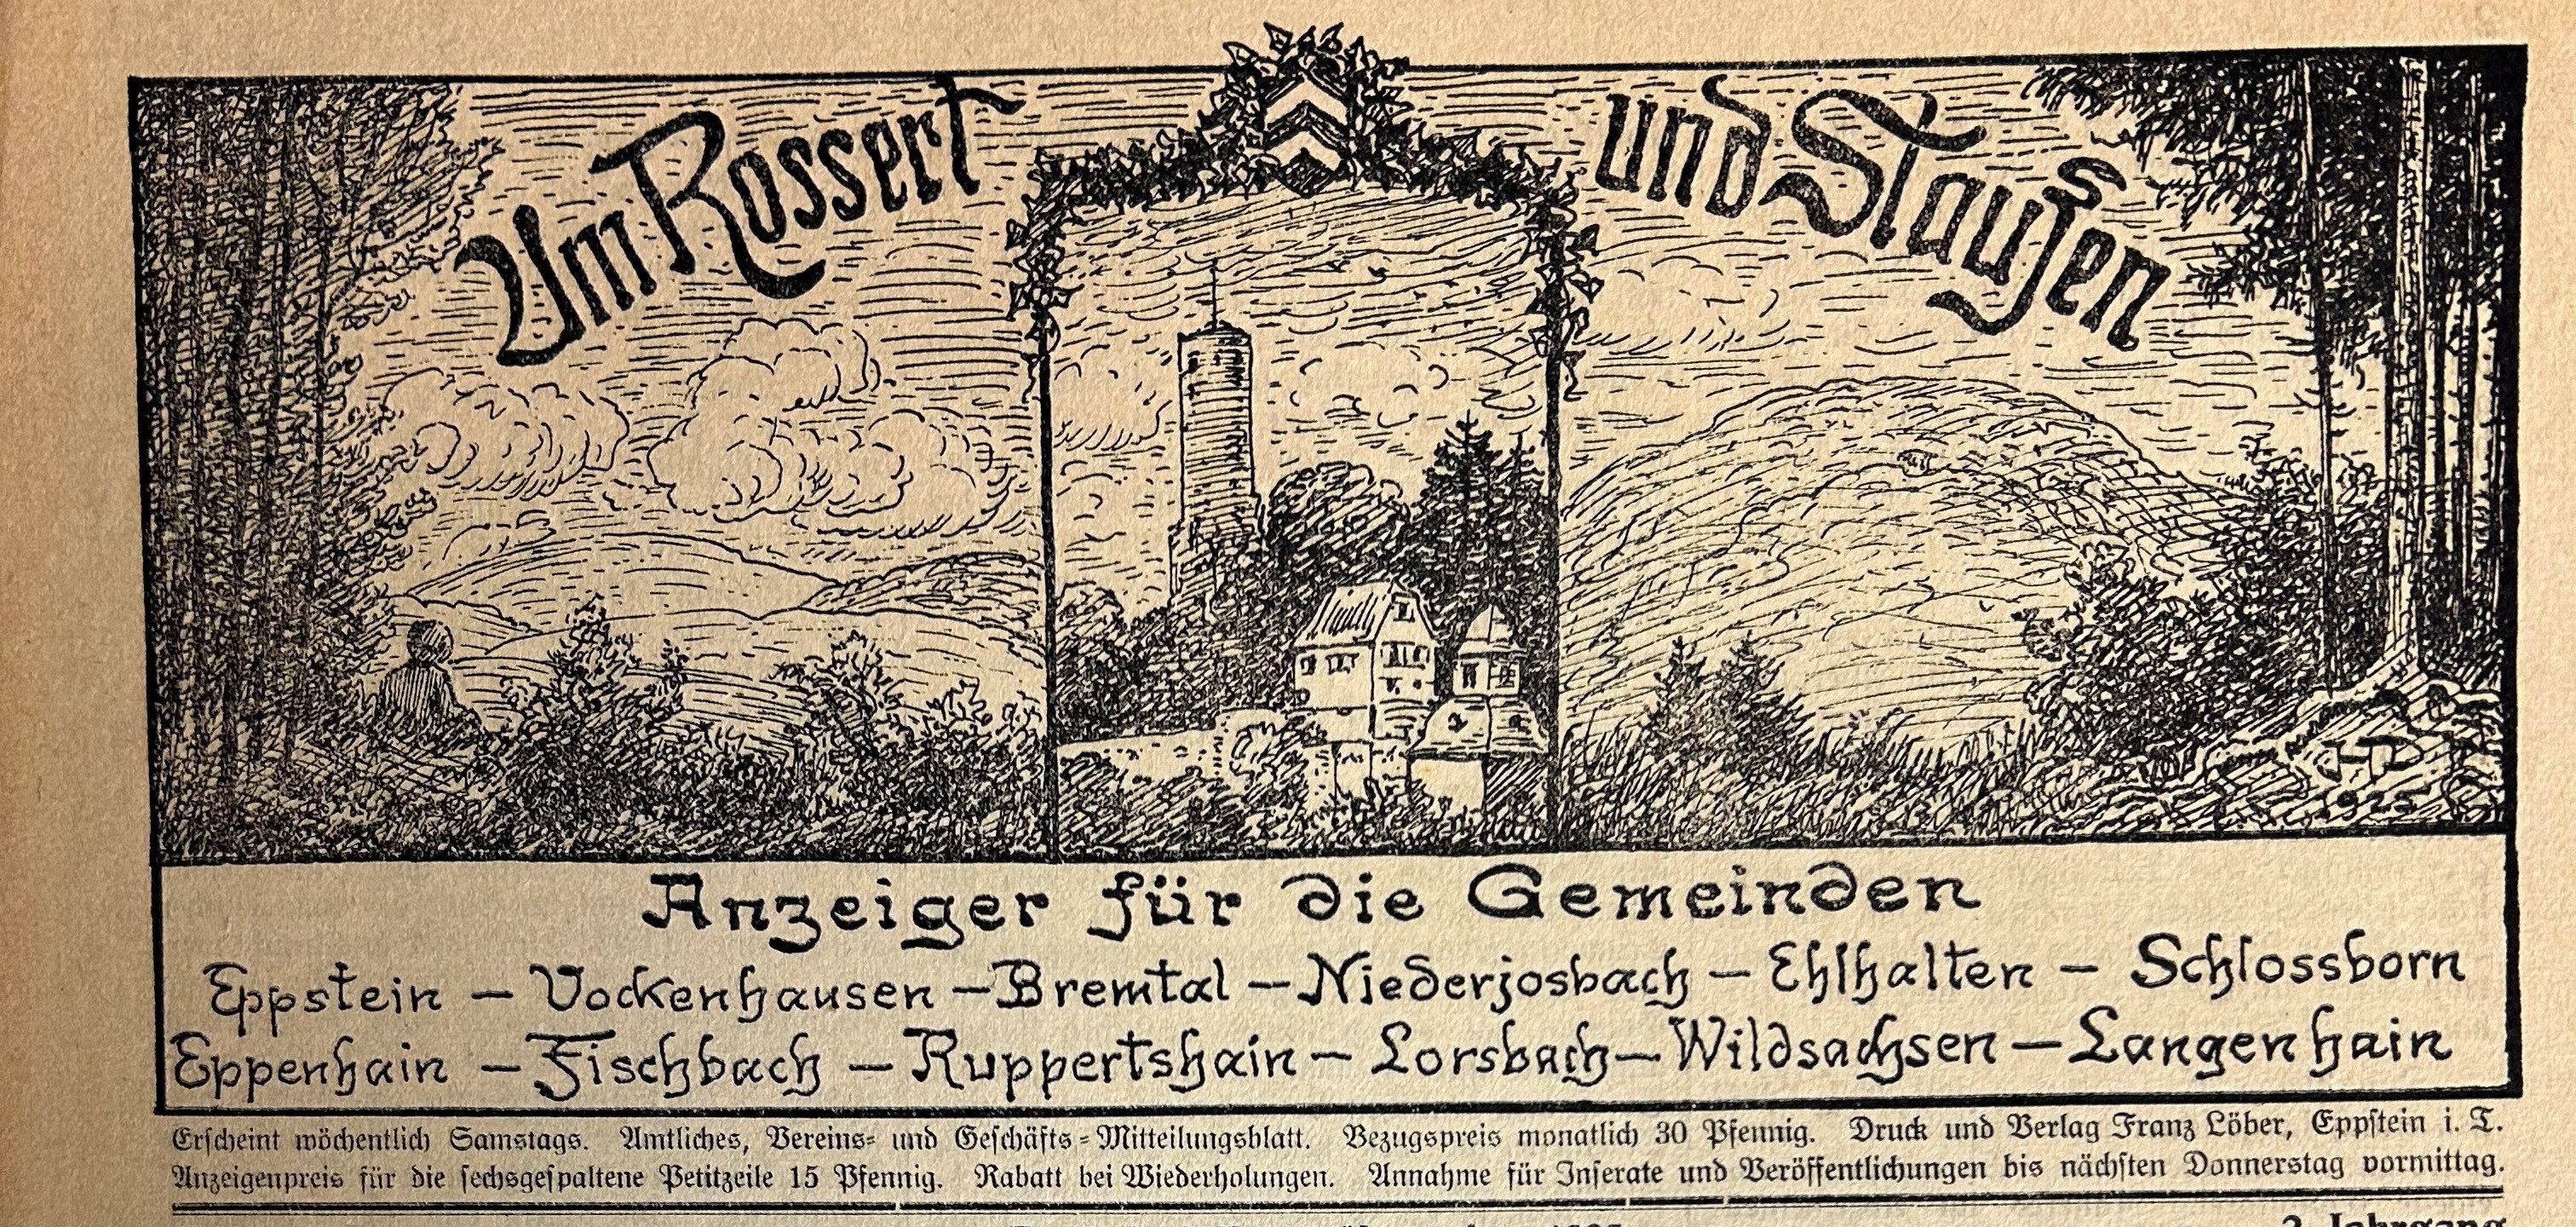 Um Rossert und Staufen
HD
1925
Anzeiger für die Gemeinden
Eppstein – Vockenhausen – Bremtal – Niederjosbach – Ehlhalten – Schlossborn
Eppenhain – Fischbach – Ruppertshain – Lorsbach – Wildsachsen – Langenhain
Erſcheint wöchentlich Samstags. Amtliches, Vereins= und Geſchäfts=Mitteilungsblatt. Bezugspreis monatlich 30 Pfennig. Druck und Verlag Franz Löber, Eppſtein i. T.
Anzeigenpreis für die ſechsgeſpaltene Petitzeile 15 Pfennig. Rabatt bei Wiederholungen. Annahme für Inſerate und Veröffentlichungen bis nächſten Donnerstag vormittag.
Jahrgang